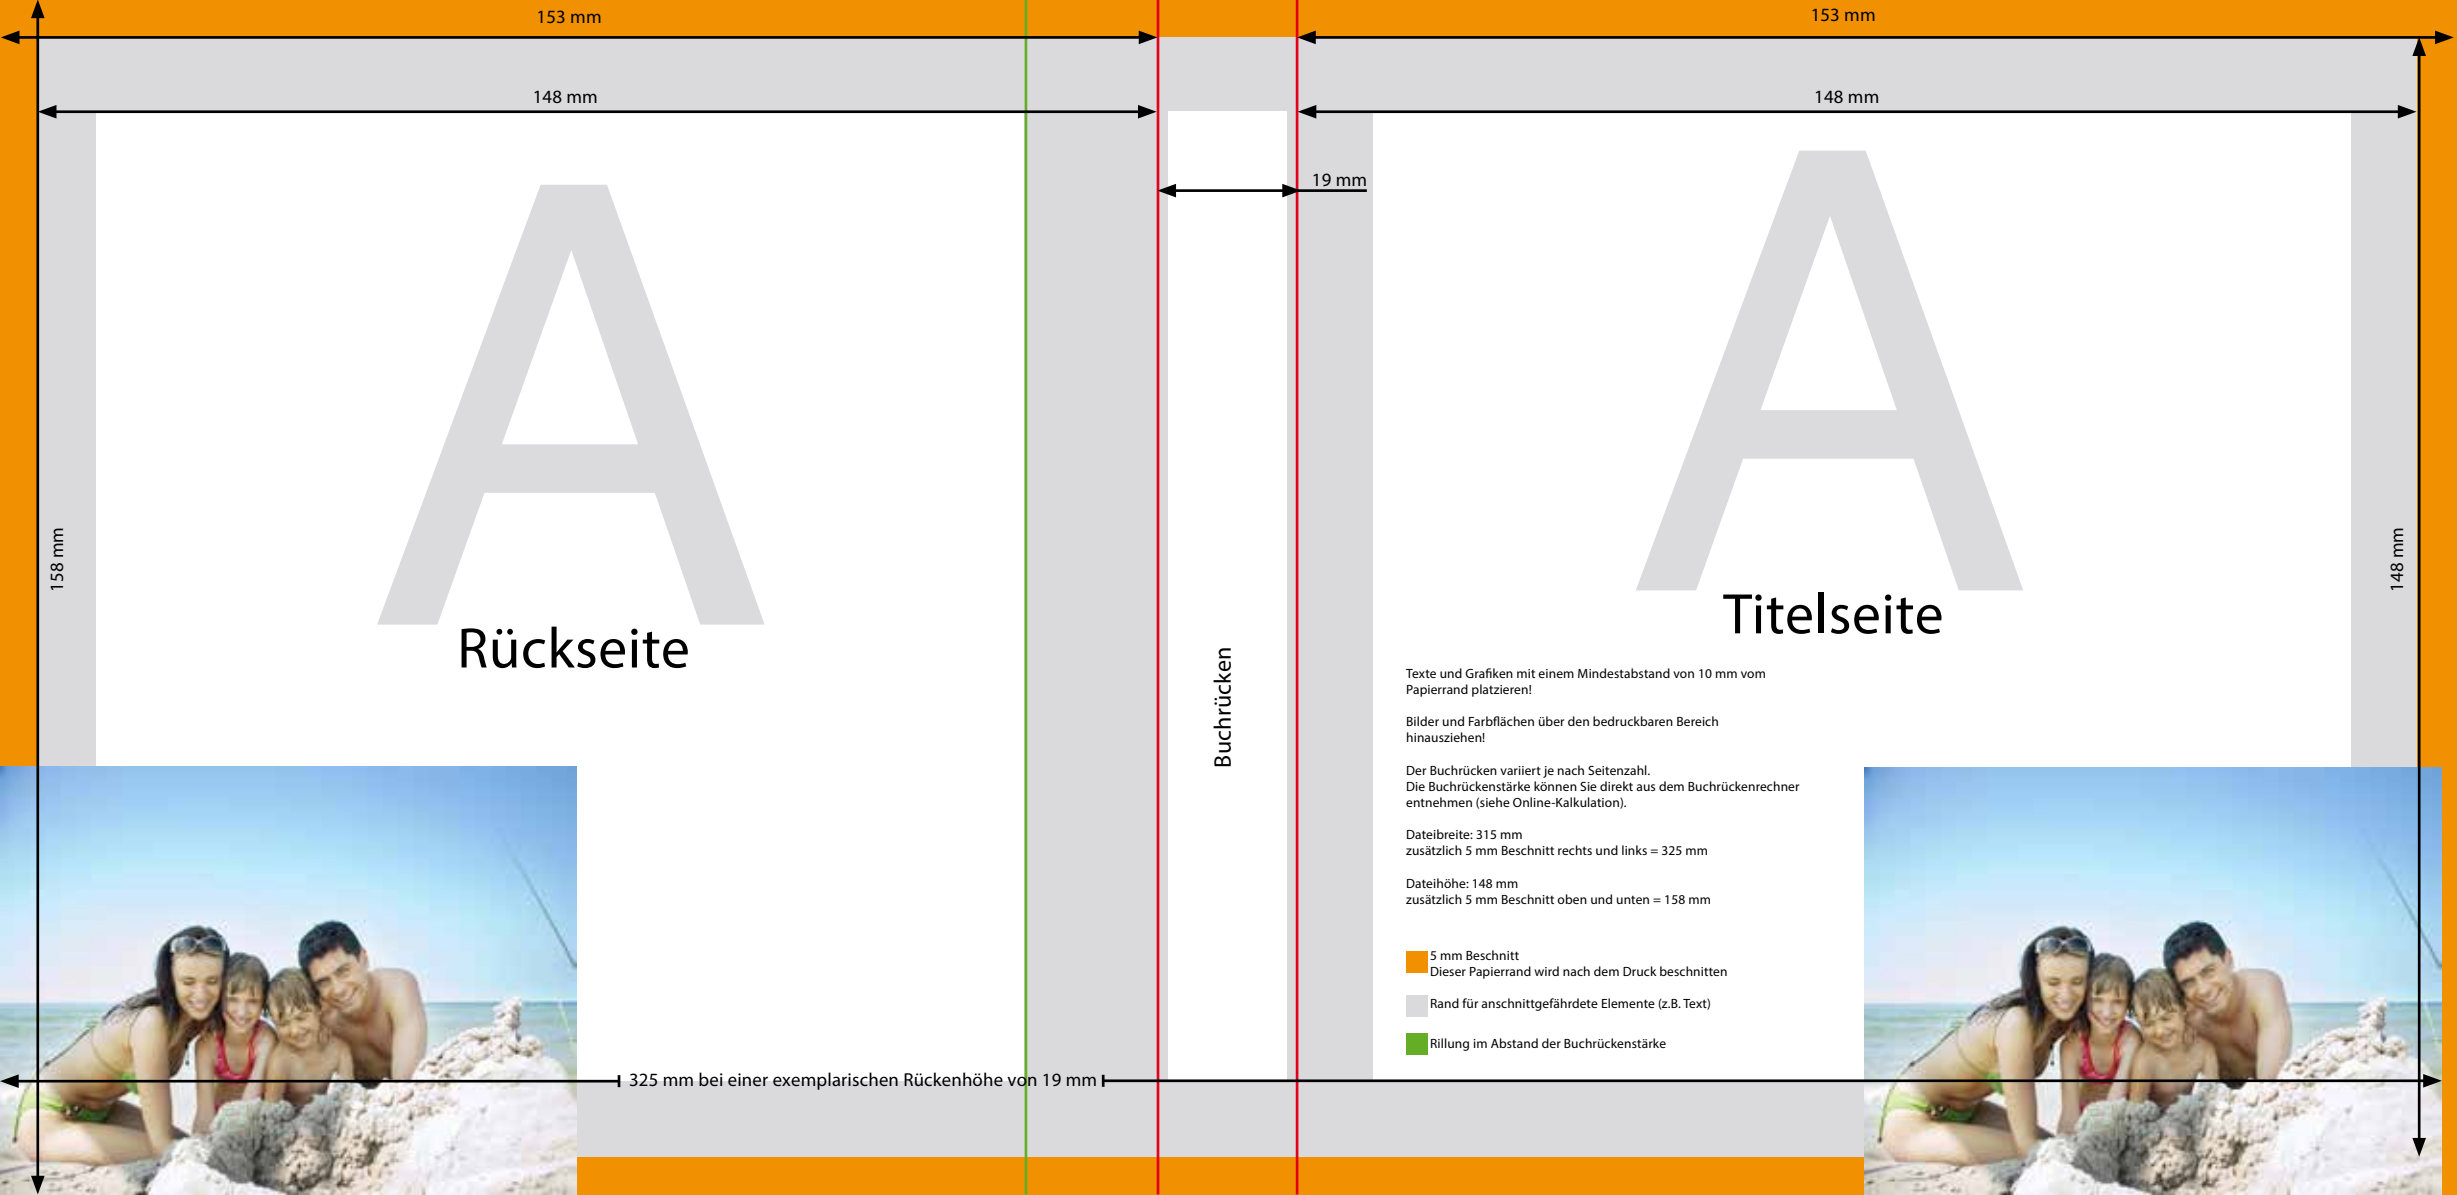 153 mm
153 mm
148 mm
148 mm
19 mm
A
A
158 mm
148 mm
Rückseite
Buchrücken
Titelseite
Texte und Grafiken mit einem Mindestabstand von 10 mm vom
Papierrand platzieren!
Bilder und Farbflächen über den bedruckbaren Bereich
hinausziehen!
Der Buchrücken variiert je nach Seitenzahl.
Die Buchrückenstärke können Sie direkt aus dem Buchrückenrechner
entnehmen (siehe Online-Kalkulation).
Dateibreite: 315 mm
zusätzlich 5 mm Beschnitt rechts und links = 325 mm
Dateihöhe: 148 mm
zusätzlich 5 mm Beschnitt oben und unten = 158 mm
5 mm Beschnitt
Dieser Papierrand wird nach dem Druck beschnitten
Rand für anschnittgefährdete Elemente (z.B. Text)
Rillung im Abstand der Buchrückenstärke
325 mm bei einer exemplarischen Rückenhöhe von 19 mm